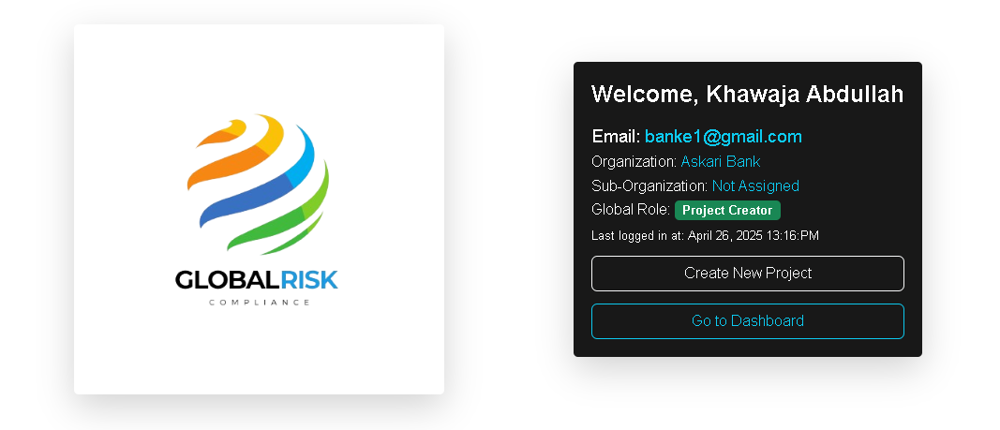 GLOBALRISK
COMPLIANCE
Welcome, Khawaja Abdullah
Email: banke1@gmail.com
Organization: Askari Bank
Sub-Organization: Not Assigned
Global Role: Project Creator
Last logged in at: April 26, 2025 13:16:PM
Create New Project
Go to Dashboard